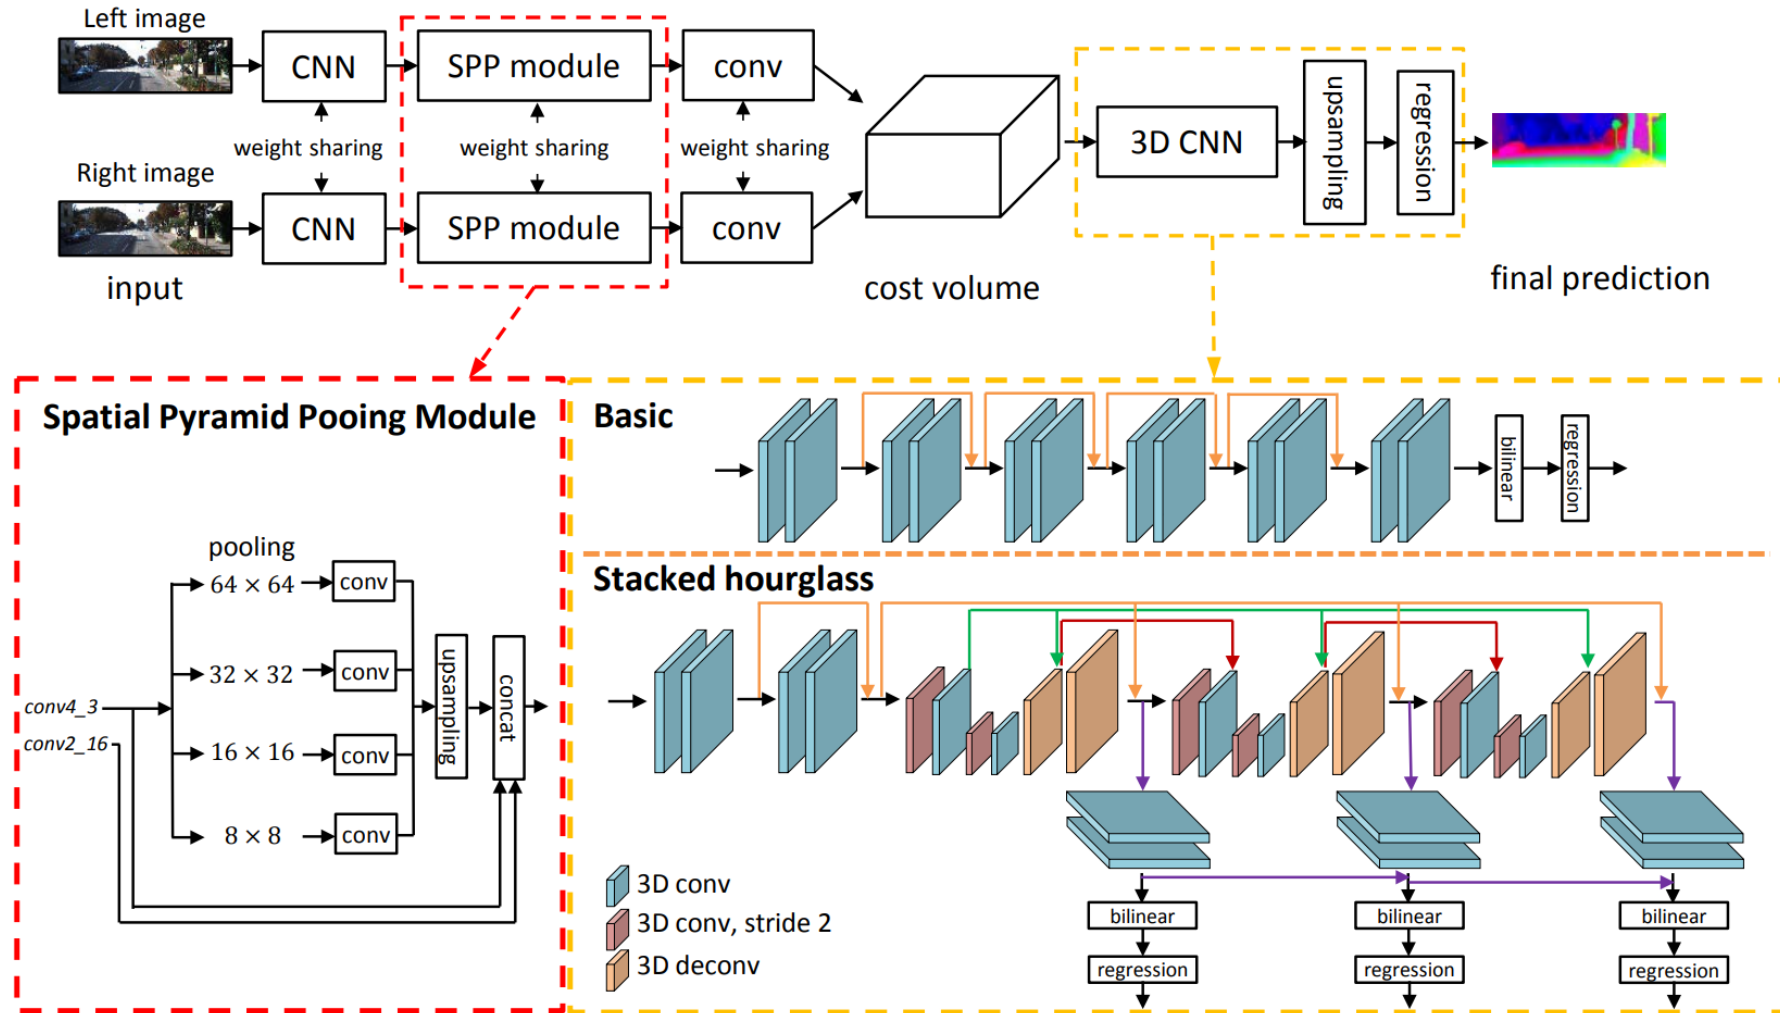 Left image
CNN
SPP module
conv
weight sharing
weight sharing
weight sharing
Right image
CNN
SPP module
conv
input
cost volume
3D CNN
upsampling
regression
final prediction
Spatial Pyramid Pooing Module
pooling
64 × 64
conv
32 × 32
conv
16 × 16
conv
8 × 8
conv
conv4_3
conv2_16
upsampling
concat
Basic
bilinear
regression
Stacked hourglass
3D conv
3D conv, stride 2
3D deconv
bilinear
regression
bilinear
regression
bilinear
regression